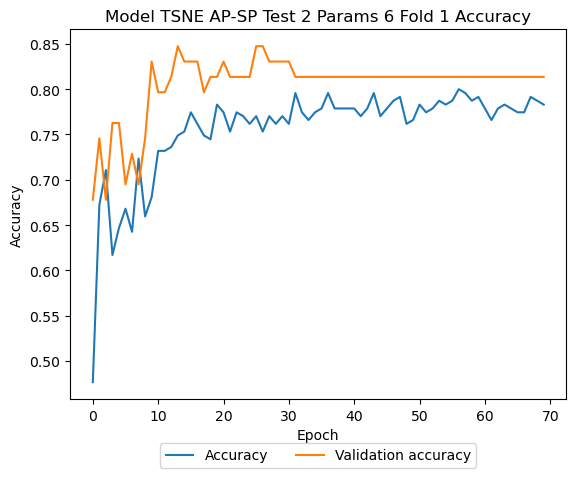 Model TSNE AP-SP Test 2 Params 6 Fold 1 Accuracy
0.85
0.80
0.75
0.70
0.65
0.60
0.55
0.50
Accuracy
0 10 20 30 40 50 60 70
Epoch
Accuracy Validation accuracy